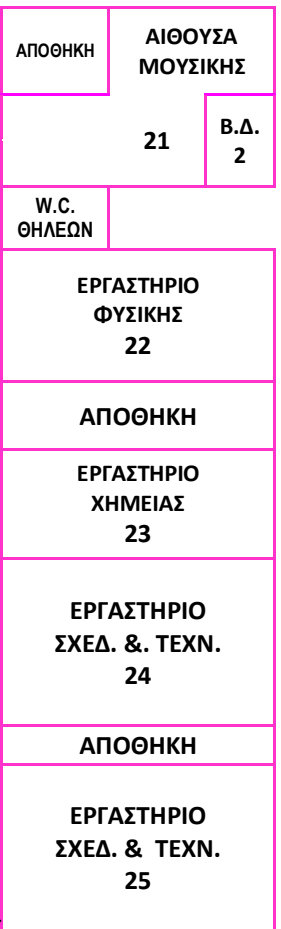 ΑΠΟΘΗΚΗ
ΑΙΘΟΥΣΑ
ΜΟΥΣΙΚΗΣ
21
Β.Δ.
2
W.C.
ΘΗΛΕΩΝ
ΕΡΓΑΣΤΗΡΙΟ
ΦΥΣΙΚΗΣ
22
ΑΠΟΘΗΚΗ
ΕΡΓΑΣΤΗΡΙΟ
ΧΗΜΕΙΑΣ
23
ΕΡΓΑΣΤΗΡΙΟ
ΣΧΕΔ. &. ΤΕΧΝ.
24
ΑΠΟΘΗΚΗ
ΕΡΓΑΣΤΗΡΙΟ
ΣΧΕΔ. & ΤΕΧΝ.
25